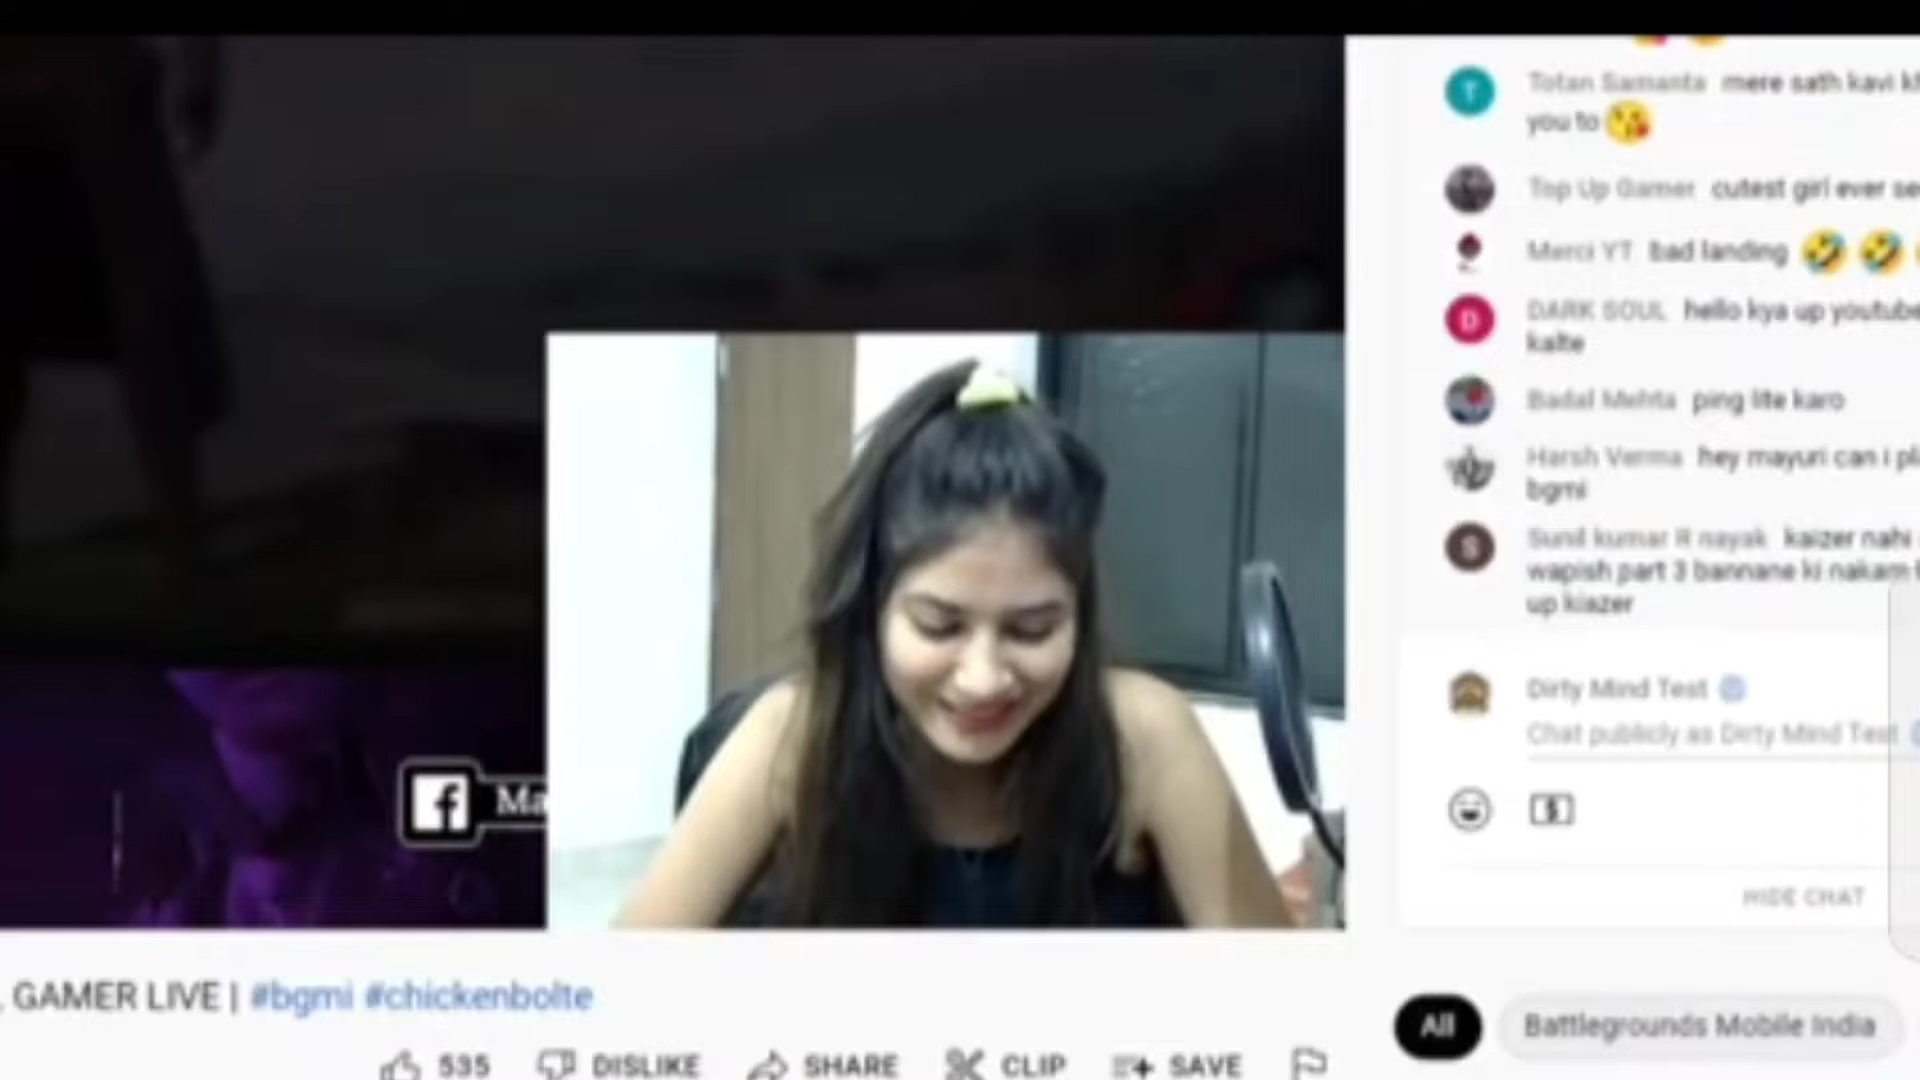 Totan Samanta mere sath kavi
you to
Top Up Gamer cutest girl ever
Merci YT bad landing
DARK SOUL hello kya up youtube
kalte
Badal Mehta ping lite karo
Harsh Verma hey mayuri can i
bgmi
Sunil kumar R nayak kaizer nahi
wapish part 3 bannane ki nakam
up kiazer
Dirty Mind Test
Chat publicly as Dirty Mind Test
HIDE CHAT
GAMER LIVE | #bgmi #chickenbolte
535 DISLIKE SHARE CLIP SAVE
All Battlegrounds Mobile India
T
D
S
f Ma